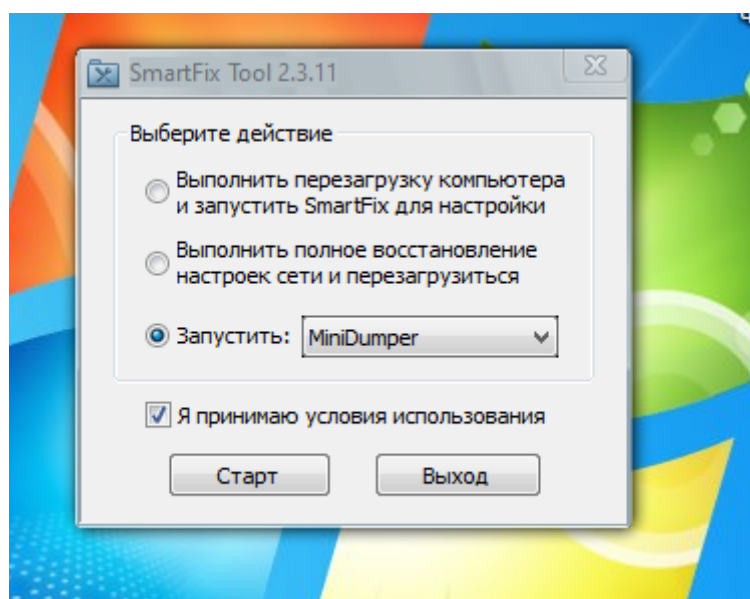 SmartFix Tool 2.3.11
Выберите действие
Выполнить перезагрузку компьютера
и запустить SmartFix для настройки
Выполнить полное восстановление
настроек сети и перезагрузиться
Запустить: MiniDumper
Я принимаю условия использования
Старт Выход